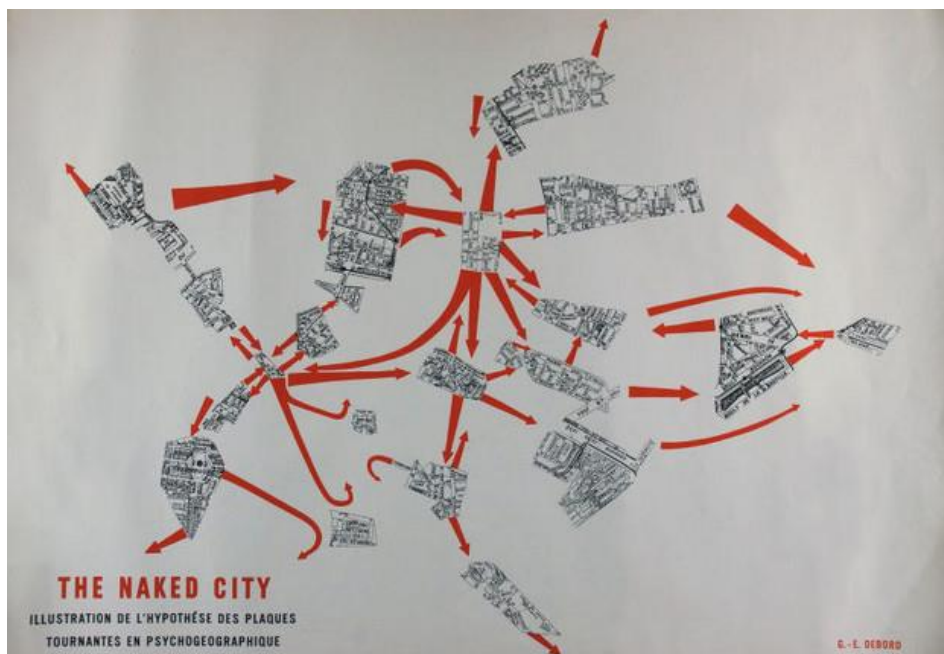 THE NAKED CITY
ILLUSTRATION DE L'HYPOTHÉSE DES PLAQUES
TOURNANTES EN PSYCHOGEOGRAPHIQUE
G.-E. DEBORD